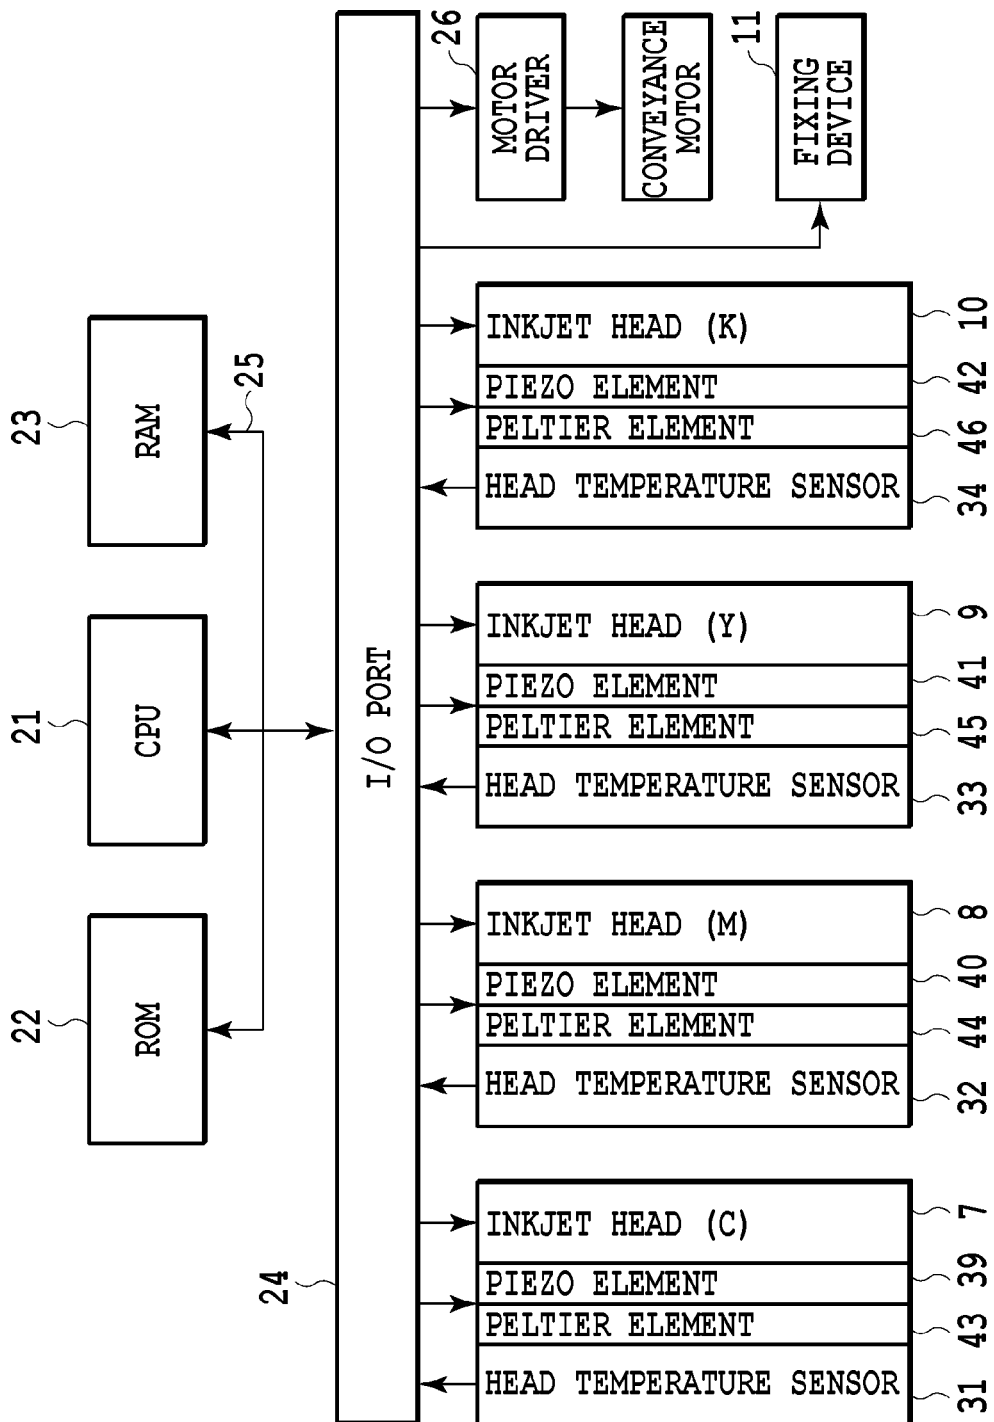 22
ROM
21
CPU
23
RAM
25
24
I/O PORT
26
MOTOR
DRIVER
CONVEYANCE
MOTOR
11
FIXING
DEVICE
INKJET HEAD (K)
10
PIEZO ELEMENT
42
PELTIER ELEMENT
46
HEAD TEMPERATURE SENSOR
34
INKJET HEAD (Y)
9
PIEZO ELEMENT
41
PELTIER ELEMENT
45
HEAD TEMPERATURE SENSOR
33
INKJET HEAD (M)
8
PIEZO ELEMENT
40
PELTIER ELEMENT
44
HEAD TEMPERATURE SENSOR
32
INKJET HEAD (C)
7
PIEZO ELEMENT
39
PELTIER ELEMENT
43
HEAD TEMPERATURE SENSOR
31